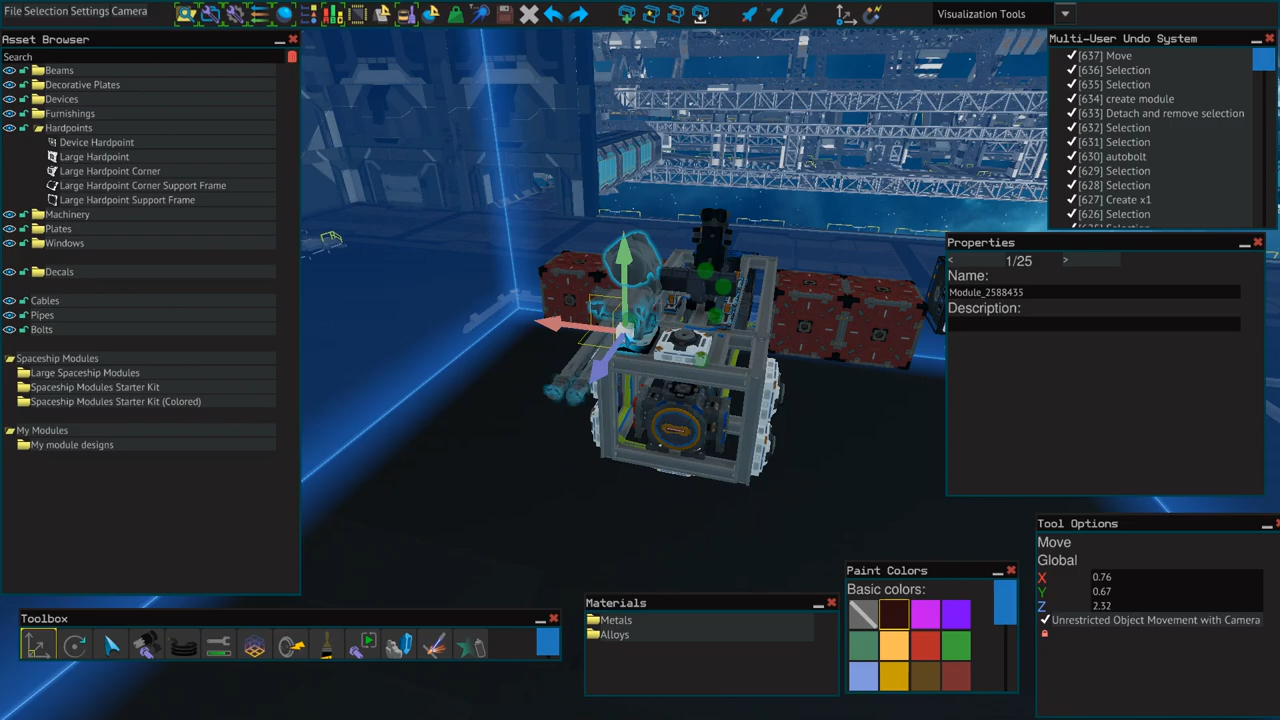 File Selection Settings Camera
Visualization Tools
Asset Browser
Search
Beams
Decorative Plates
Devices
Furnishings
Hardpoints
Device Hardpoint
Large Hardpoint
Large Hardpoint Corner
Large Hardpoint Corner Support Frame
Large Hardpoint Support Frame
Machinery
Plates
Windows
Decals
Cables
Pipes
Bolts
Spaceship Modules
Large Spaceship Modules
Spaceship Modules Starter Kit
Spaceship Modules Starter Kit (Colored)
My Modules
My module designs
Multi-User Undo System
[637] Move
[636] Selection
[635] Selection
[634] create module
[633] Detach and remove selection
[632] Selection
[631] Selection
[630] autobolt
[629] Selection
[628] Selection
[627] Create x1
[626] Selection
Properties
< 1/25 >
Name:
Module_2588435
Description:
Tool Options
Move
Global
X 0.76
Y 0.67
Z 2.32
Unrestricted Object Movement with Camera
Paint Colors
Basic colors:
Materials
Metals
Alloys
Toolbox